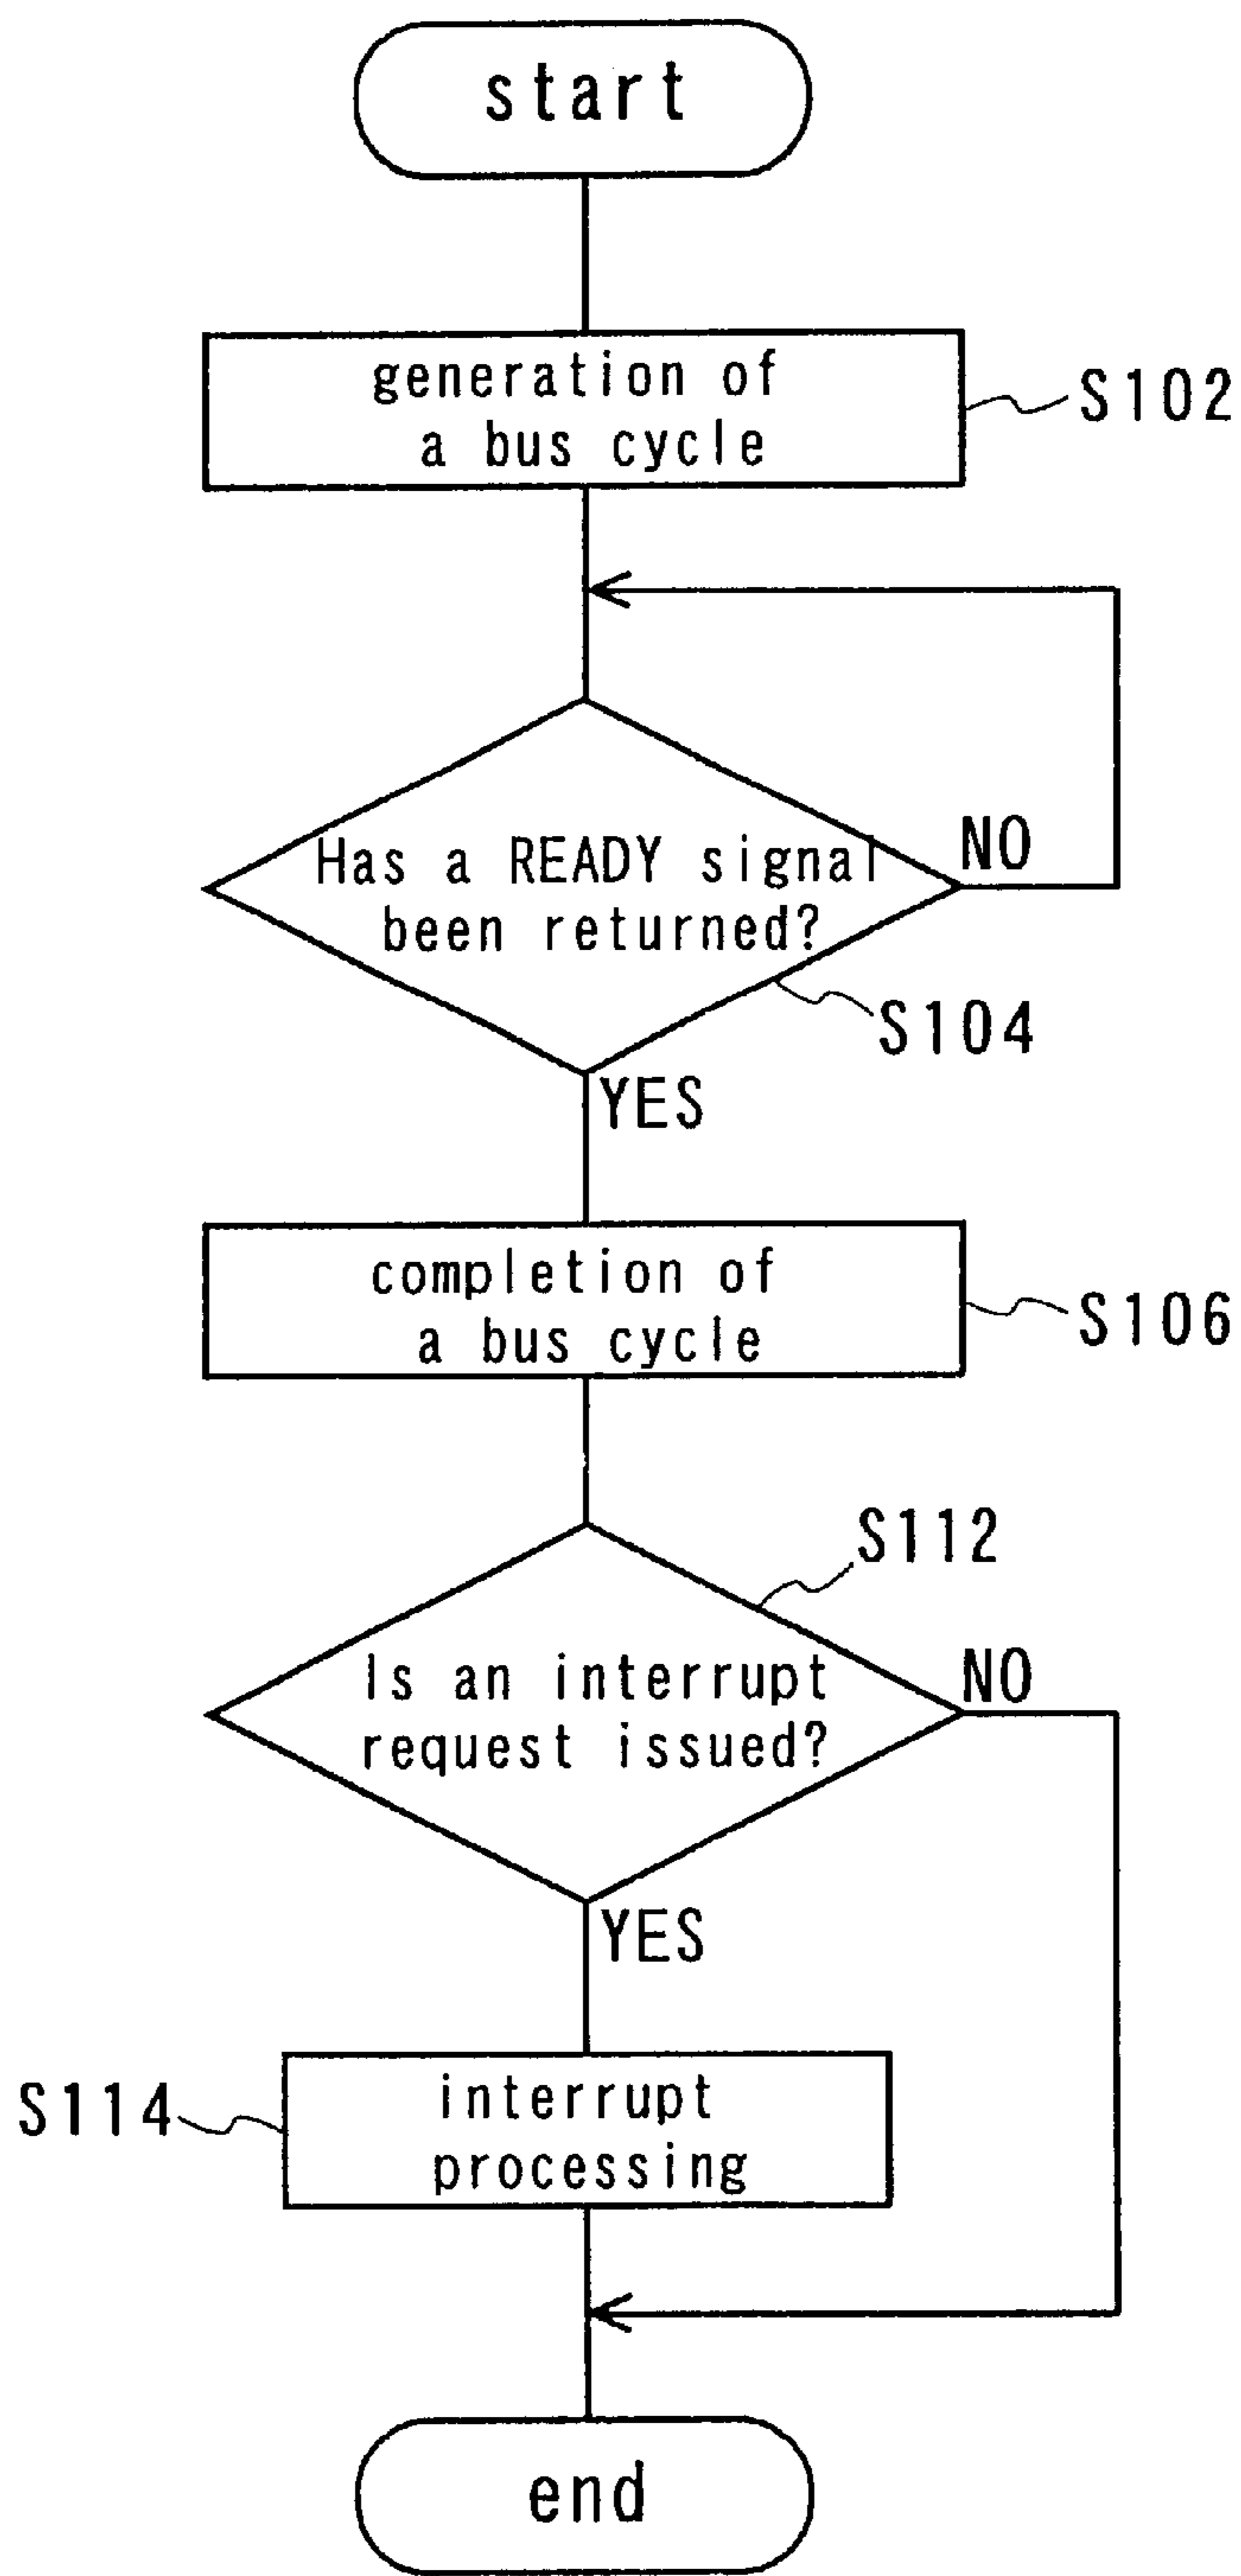 start
generation of
a bus cycle
S102
Has a READY signal
been returned?
NO
S104
YES
completion of
a bus cycle
S106
S112
Is an interrupt
request issued?
NO
YES
S114
interrupt
processing
end